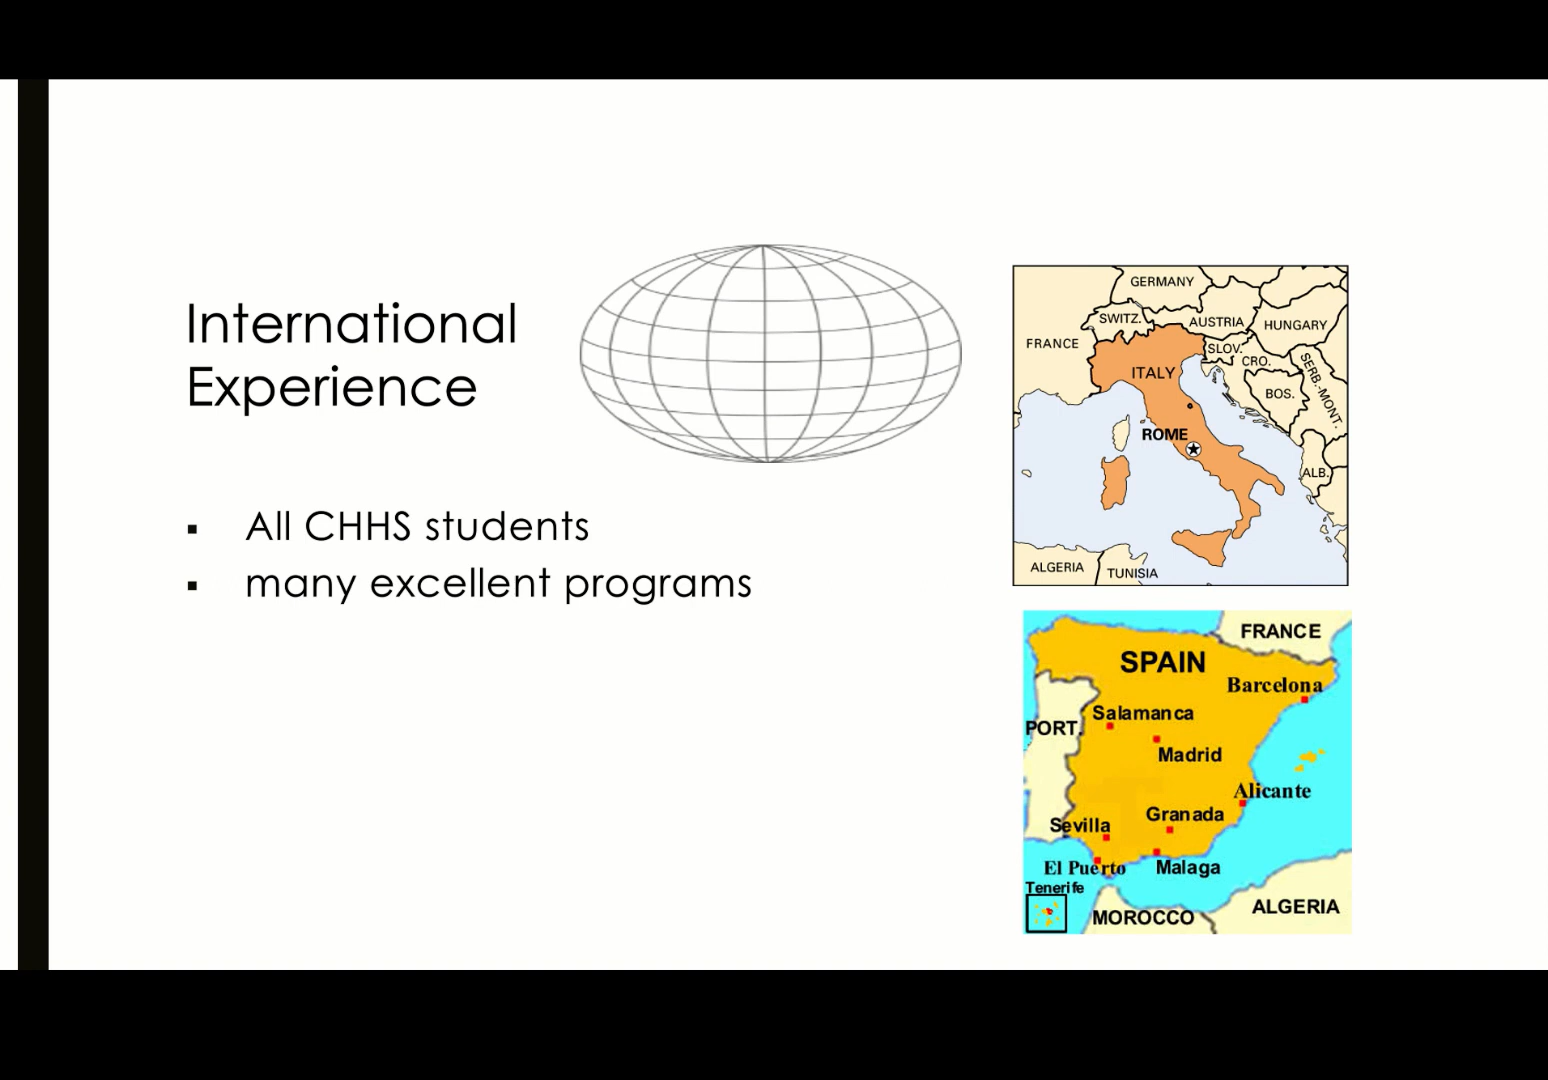 International
Experience
▪ All CHHS students
▪ many excellent programs
GERMANY
SWITZ.
AUSTRIA
HUNGARY
FRANCE
SLOV.
CRO.
SERB.-MONT.
ITALY
BOS.
ROME
ALB.
ALGERIA
TUNISIA
FRANCE
SPAIN
Barcelona
Salamanca
PORT.
Madrid
Alicante
Granada
Sevilla
El Puerto
Malaga
Tenerife
MOROCCO
ALGERIA